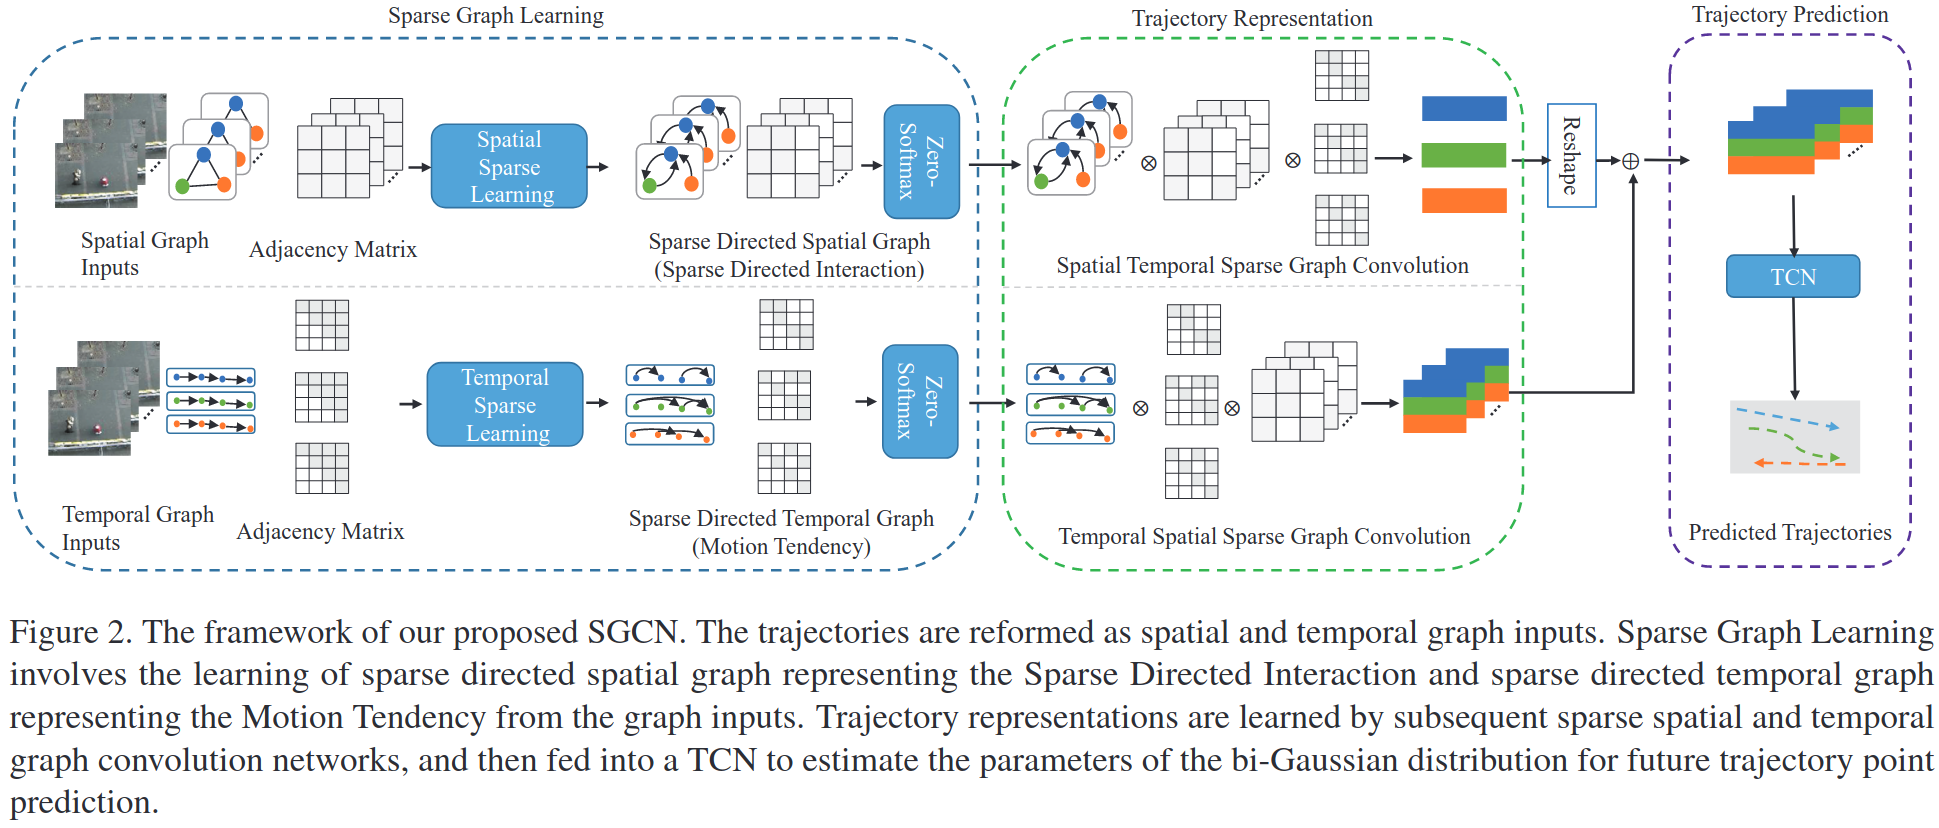 Sparse Graph Learning
Trajectory Representation
Trajectory Prediction
Spatial
Sparse
Learning
Zero-
Softmax
Spatial Graph
Inputs
Adjacency Matrix
Sparse Directed Spatial Graph
(Sparse Directed Interaction)
⊗
⊗
Spatial Temporal Sparse Graph Convolution
Reshape
⊕
TCN
Temporal
Sparse
Learning
Zero-
Softmax
Temporal Graph
Inputs
Adjacency Matrix
Sparse Directed Temporal Graph
(Motion Tendency)
⊗
⊗
Temporal Spatial Sparse Graph Convolution
Predicted Trajectories
Figure 2. The framework of our proposed SGCN. The trajectories are reformed as spatial and temporal graph inputs. Sparse Graph Learning
involves the learning of sparse directed spatial graph representing the Sparse Directed Interaction and sparse directed temporal graph
representing the Motion Tendency from the graph inputs. Trajectory representations are learned by subsequent sparse spatial and temporal
graph convolution networks, and then fed into a TCN to estimate the parameters of the bi-Gaussian distribution for future trajectory point
prediction.